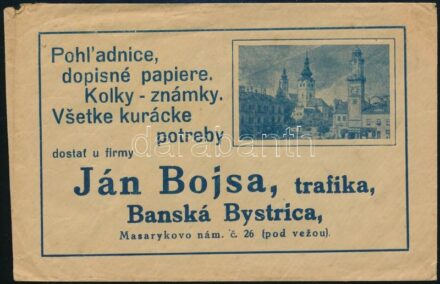 Pohľadnice,
dopisné papiere.
Kolky - známky.
Všetke kurácke
potreby
dostať u firmy
Ján Bojsa, trafika,
Banská Bystrica,
Masarykovo nám. č. 26 (pod vežou).
darabanth